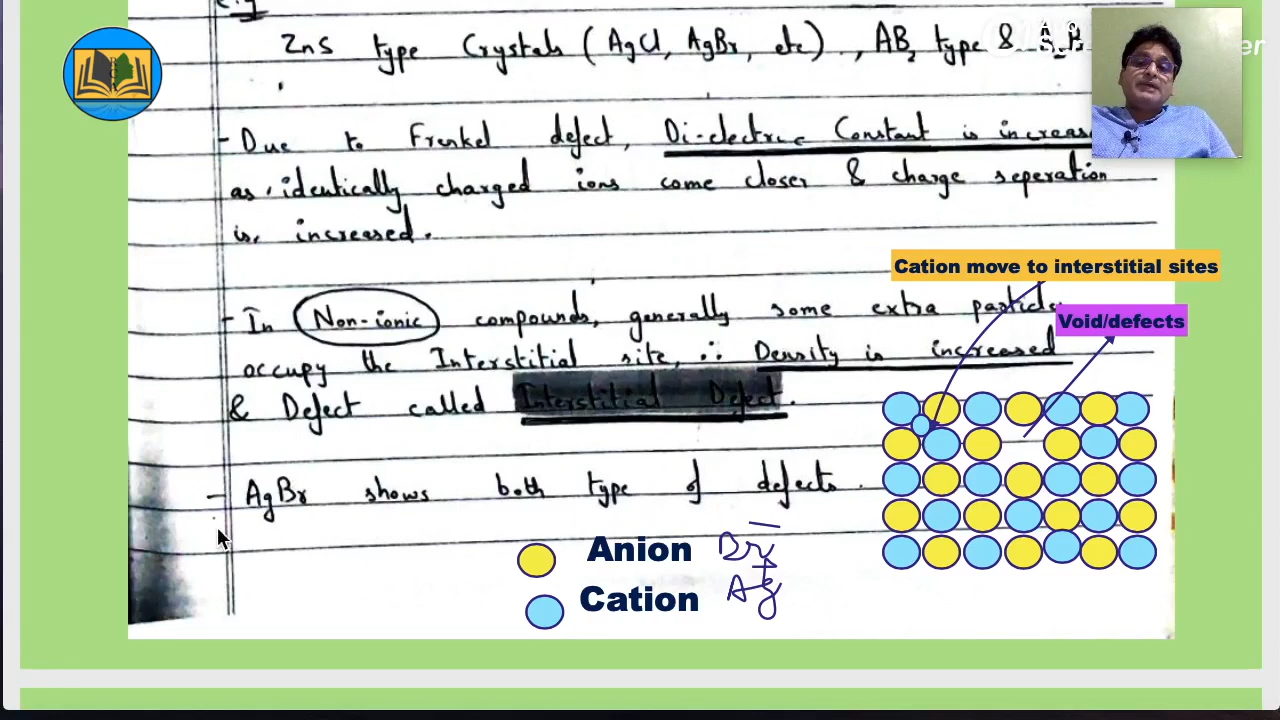 e.g
ZnS type Crystals (AgCl, AgBr, etc)., AB₂ type & A₂B
- Due to Frenkel defect, Di-electric Constant is increas
as identically charged ions come closer & charge seperation
is increased.
Cation move to interstitial sites
- In Non-ionic compounds, generally some extra particle
Void/defects
occupy the Interstitial site, ∴ Density is increased
& Defect called Interstitial Defect.
- AgBr shows both type of defects.
Anion Br⁻
Cation Ag⁺